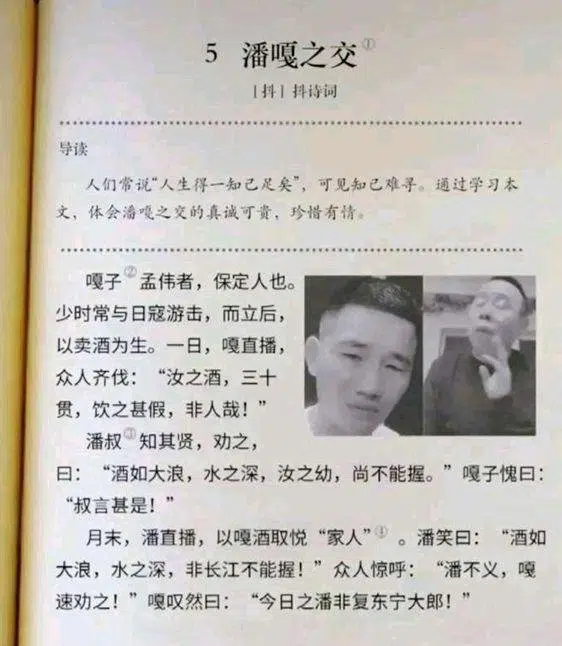 5 潘嘎之交①
[抖] 抖诗词
导读
人们常说“人生得一知己足矣”，可见知己难寻。通过学习本
文，体会潘嘎之交的真诚可贵，珍惜有情。
嘎子②孟伟者，保定人也。
少时常与日寇游击，而立后，
以卖酒为生。一日，嘎直播，
众人齐伐：“汝之酒，三十
贯，饮之甚假，非人哉！”
潘叔③知其贤，劝之，
曰：“酒如大浪，水之深，汝之幼，尚不能握。”嘎子愧曰：
“叔言甚是！”
月末，潘直播，以嘎酒取悦“家人”④。潘笑曰：“酒如
大浪，水之深，非长江不能握！”众人惊呼：“潘不义，嘎
速劝之！”嘎叹然曰：“今日之潘非复东宁大郎！”